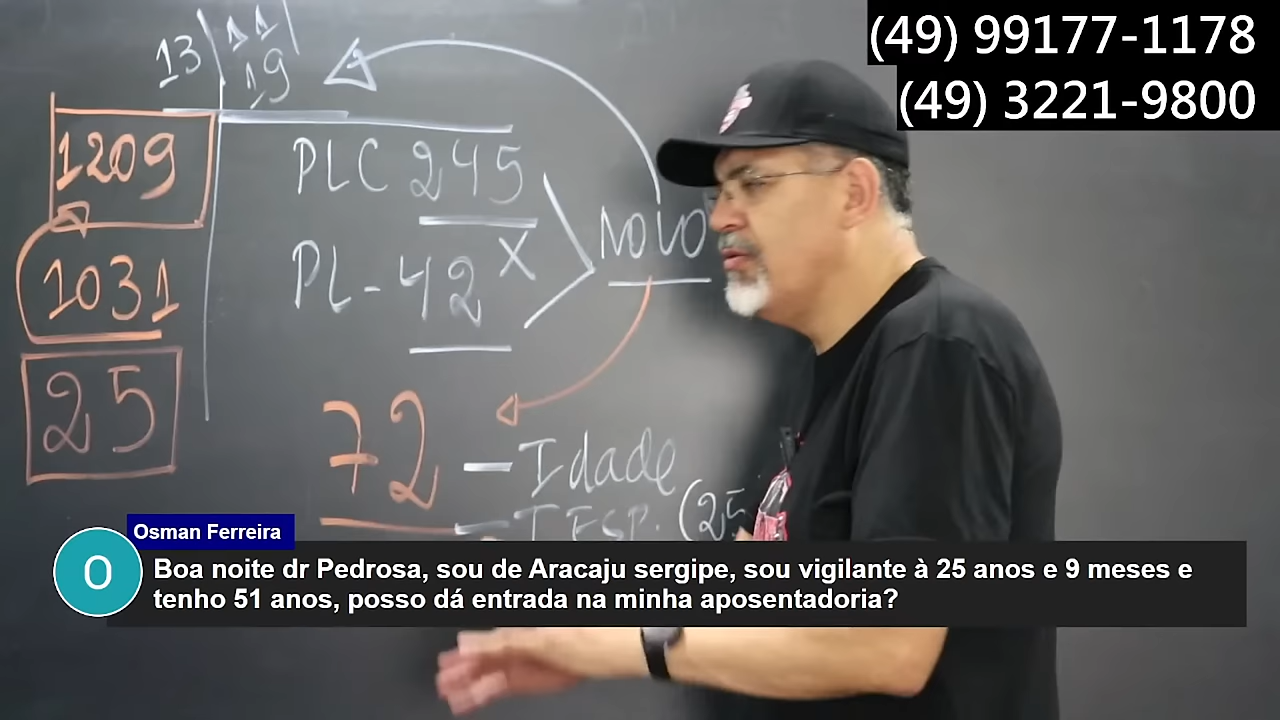 (49) 99177-1178
(49) 3221-9800
13 11
19
1209
PLC 245
NOVO
1031
PL-42 X
25
72 - Idade
- T ESP. (25
Osman Ferreira
O
Boa noite dr Pedrosa, sou de Aracaju sergipe, sou vigilante à 25 anos e 9 meses e
tenho 51 anos, posso dá entrada na minha aposentadoria?